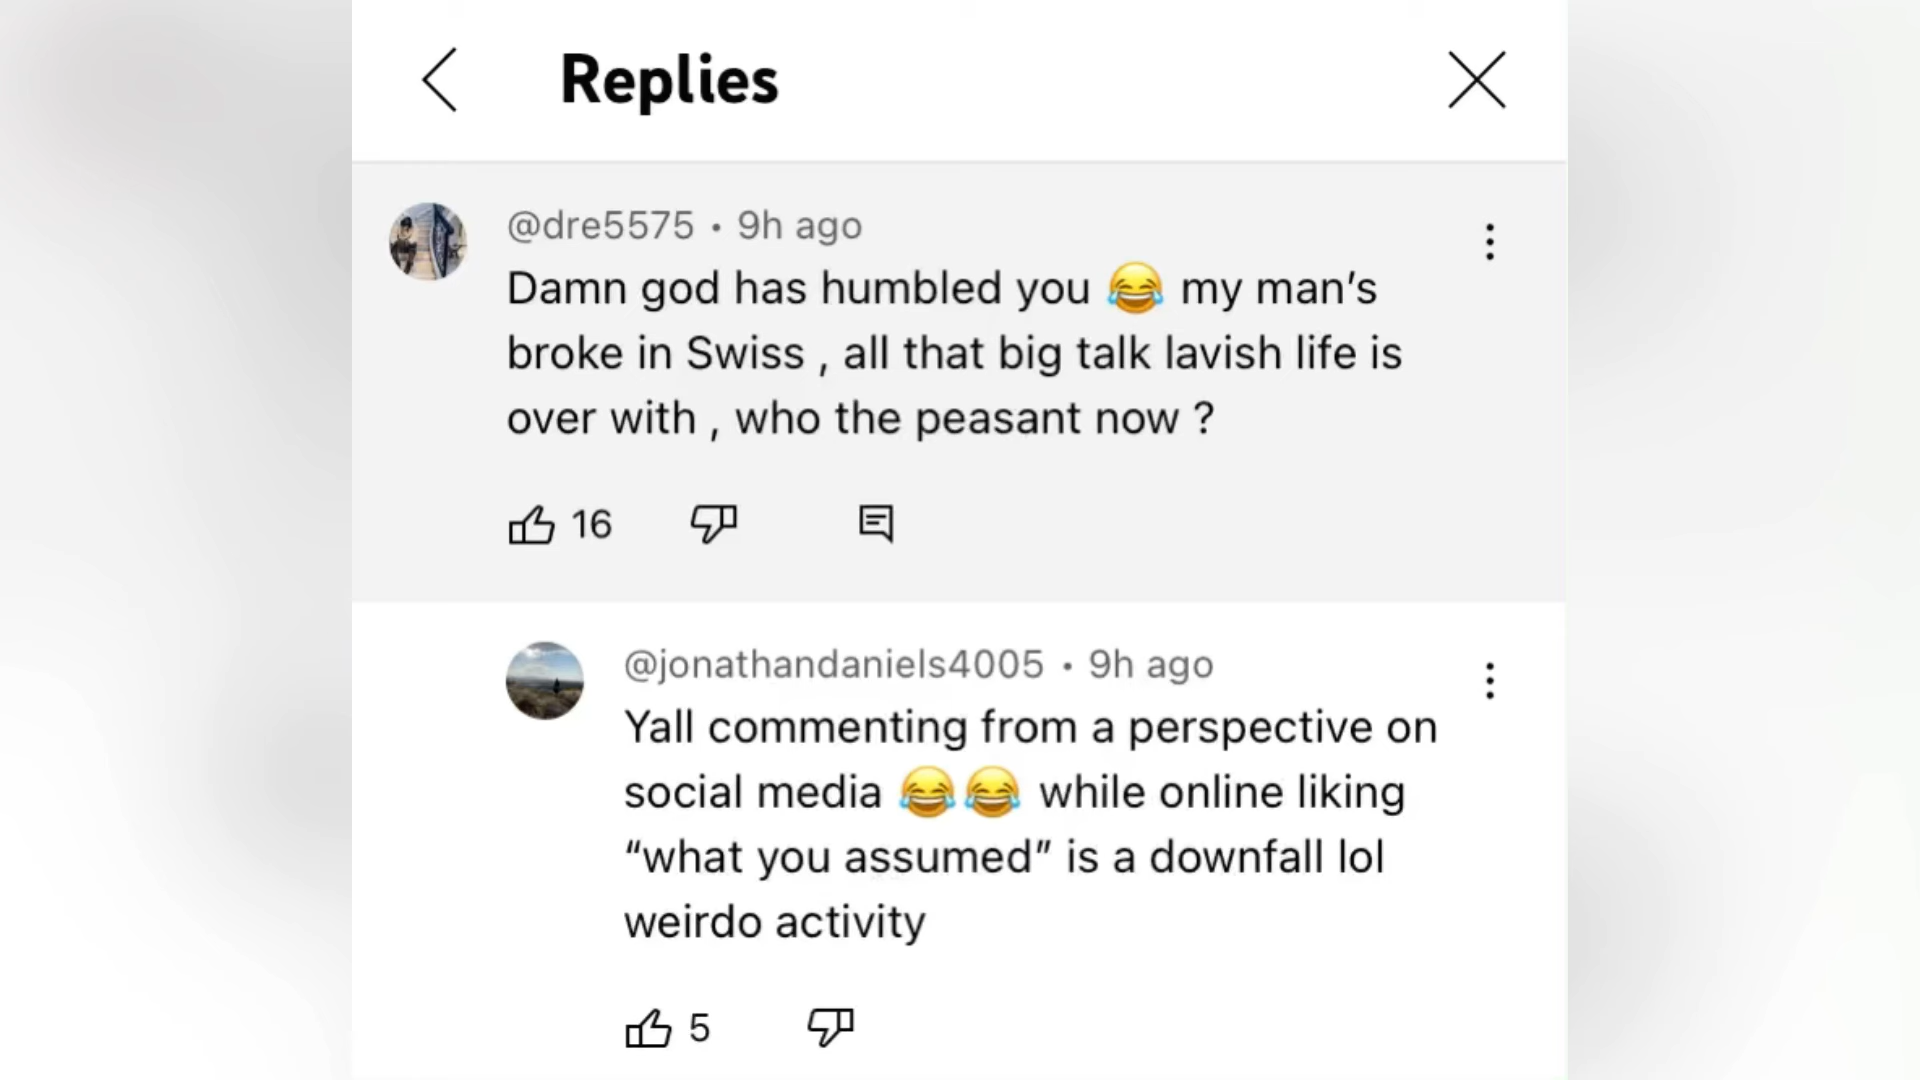 Replies
@dre5575 • 9h ago
Damn god has humbled you 😂 my man’s
broke in Swiss , all that big talk lavish life is
over with , who the peasant now ?
16
@jonathandaniels4005 • 9h ago
Yall commenting from a perspective on
social media 😂😂 while online liking
“what you assumed” is a downfall lol
weirdo activity
5